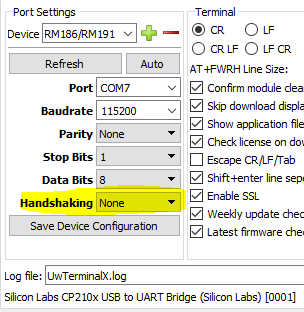 Port Settings
Device RM186/RM191
Refresh Auto
Port COM7
Baudrate 115200
Parity None
Stop Bits 1
Data Bits 8
Handshaking None
Save Device Configuration
Terminal
CR LF
CR LF LF CR
AT+FWRH Line Size:
Confirm module clea
Skip download displa
Show application file
Check license on dow
Escape CR/LF/Tab
Shift+enter line sepa
Enable SSL
Weekly update chec
Latest firmware chec
Log file: UwTerminalX.log
Silicon Labs CP210x USB to UART Bridge (Silicon Labs) [0001]